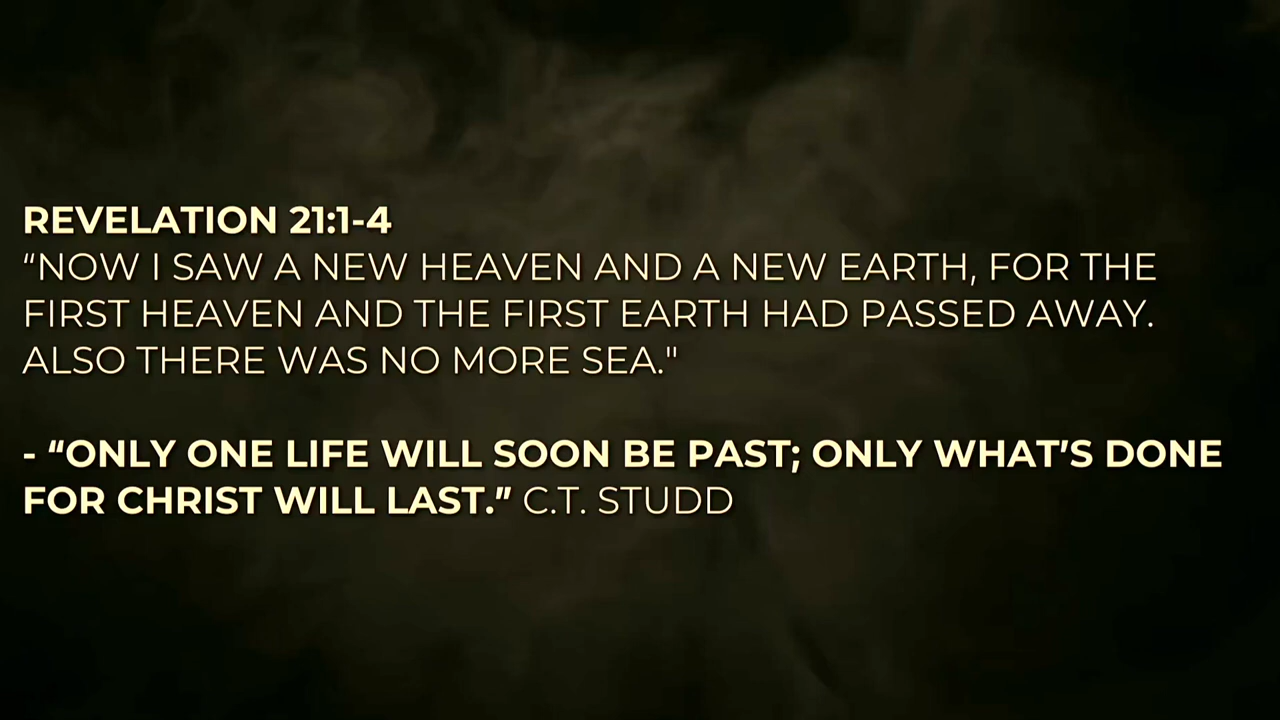 REVELATION 21:1-4
“NOW I SAW A NEW HEAVEN AND A NEW EARTH, FOR THE
FIRST HEAVEN AND THE FIRST EARTH HAD PASSED AWAY.
ALSO THERE WAS NO MORE SEA."
- “ONLY ONE LIFE WILL SOON BE PAST; ONLY WHAT’S DONE
FOR CHRIST WILL LAST.” C.T. STUDD